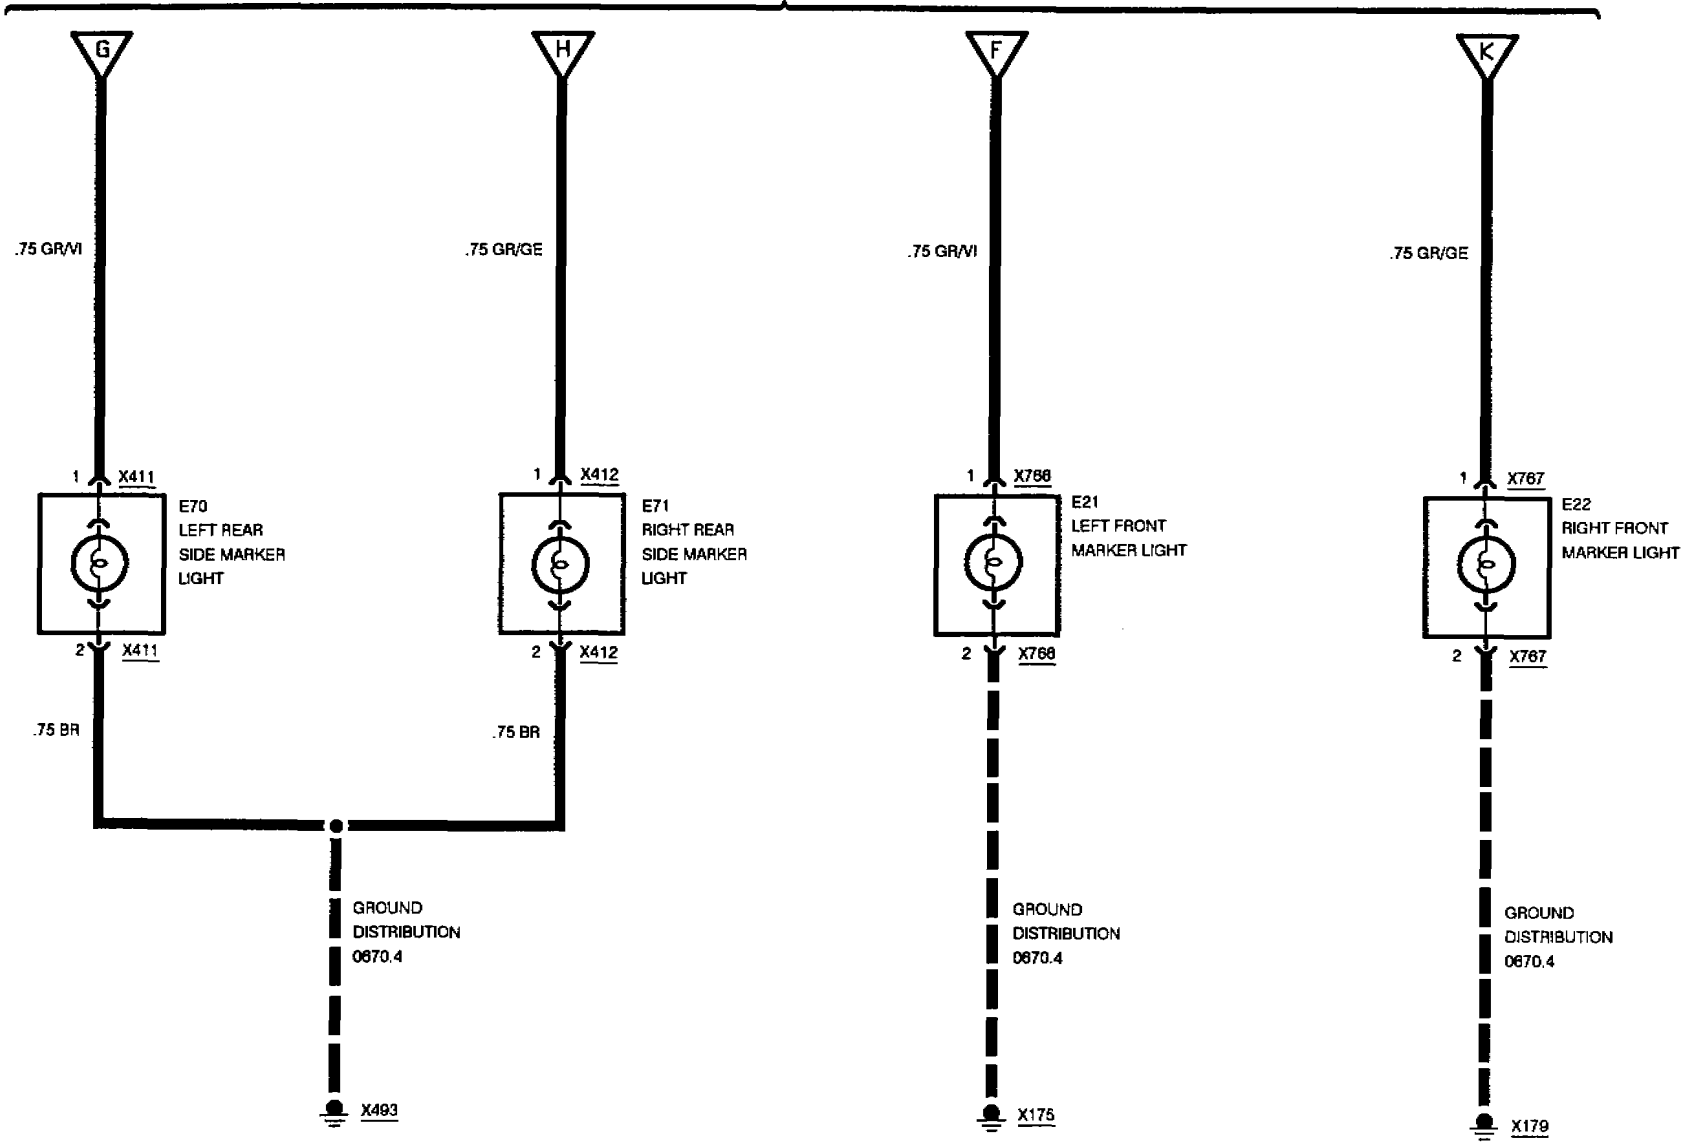 G
H
F
K
.75 GR/VI
.75 GR/GE
.75 GR/VI
.75 GR/GE
1 X411
E70
LEFT REAR
SIDE MARKER
LIGHT
2 X411
1 X412
E71
RIGHT REAR
SIDE MARKER
LIGHT
2 X412
1 X766
E21
LEFT FRONT
MARKER LIGHT
2 X766
1 X767
E22
RIGHT FRONT
MARKER LIGHT
2 X767
.75 BR
.75 BR
GROUND
DISTRIBUTION
0670.4
GROUND
DISTRIBUTION
0670.4
GROUND
DISTRIBUTION
0670.4
X493
X175
X179